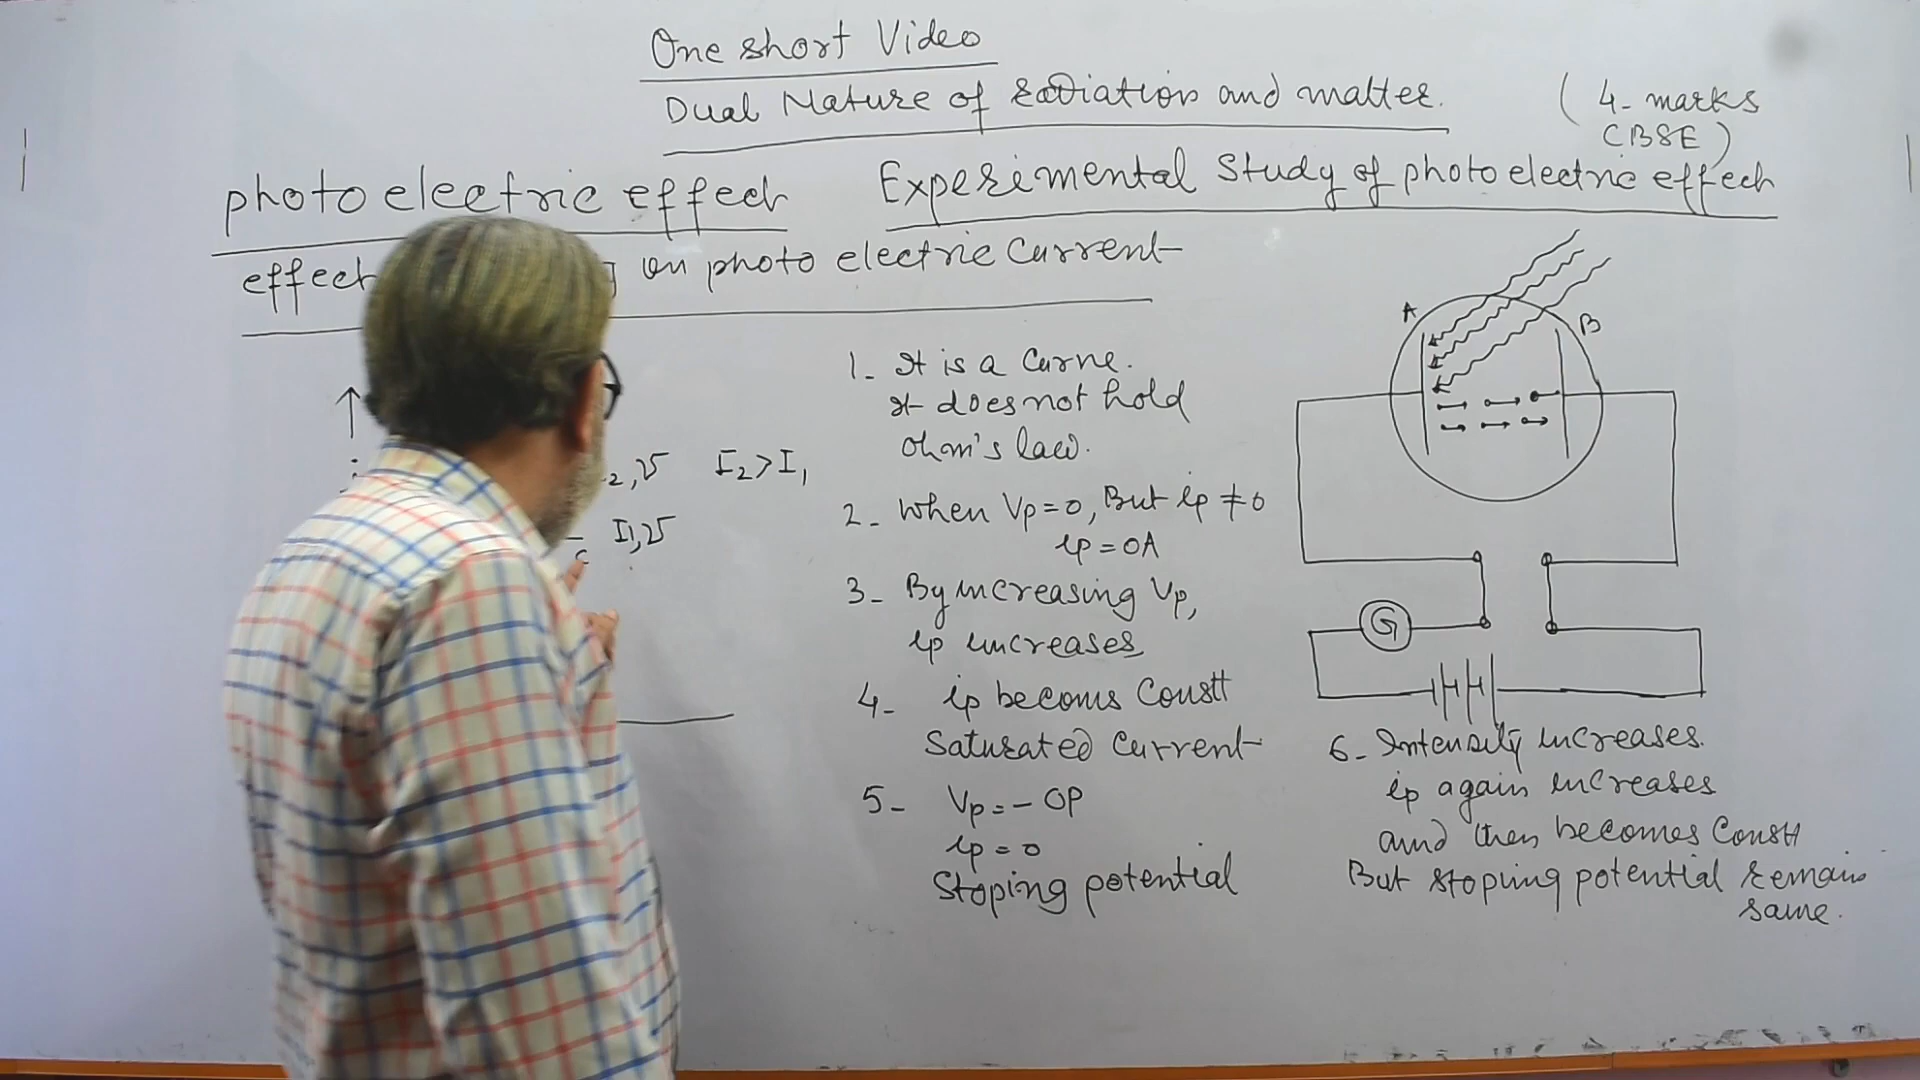 One short Video
Dual Nature of radiation and matter.
( 4- marks
CBSE )
photo electric effect
Experimental Study of photo electric effect
effect
on photo electric Current
A
B
i
2, ν I₂ > I₁
I₁, ν
c
1- It is a Curve.
It does not hold
Ohm's law.
2- When Vp = 0, But ip ≠ 0
ip = OA
3- By increasing Vp,
ip increases
4- ip becoms Constt
Saturated Current
5- Vp = - OP
ip = 0
Stoping potential
G
6- Intensity increases.
ip again increases
and then becomes Constt
But stoping potential remains
same.